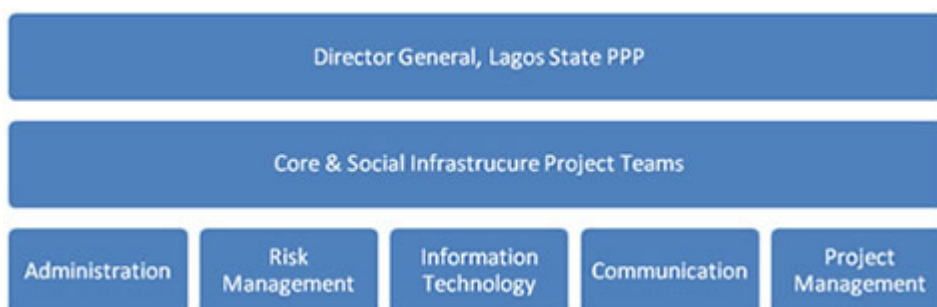 Director General, Lagos State PPP
Core & Social Infrastrucure Project Teams
Administration
Risk
Management
Information
Technology
Communication
Project
Management